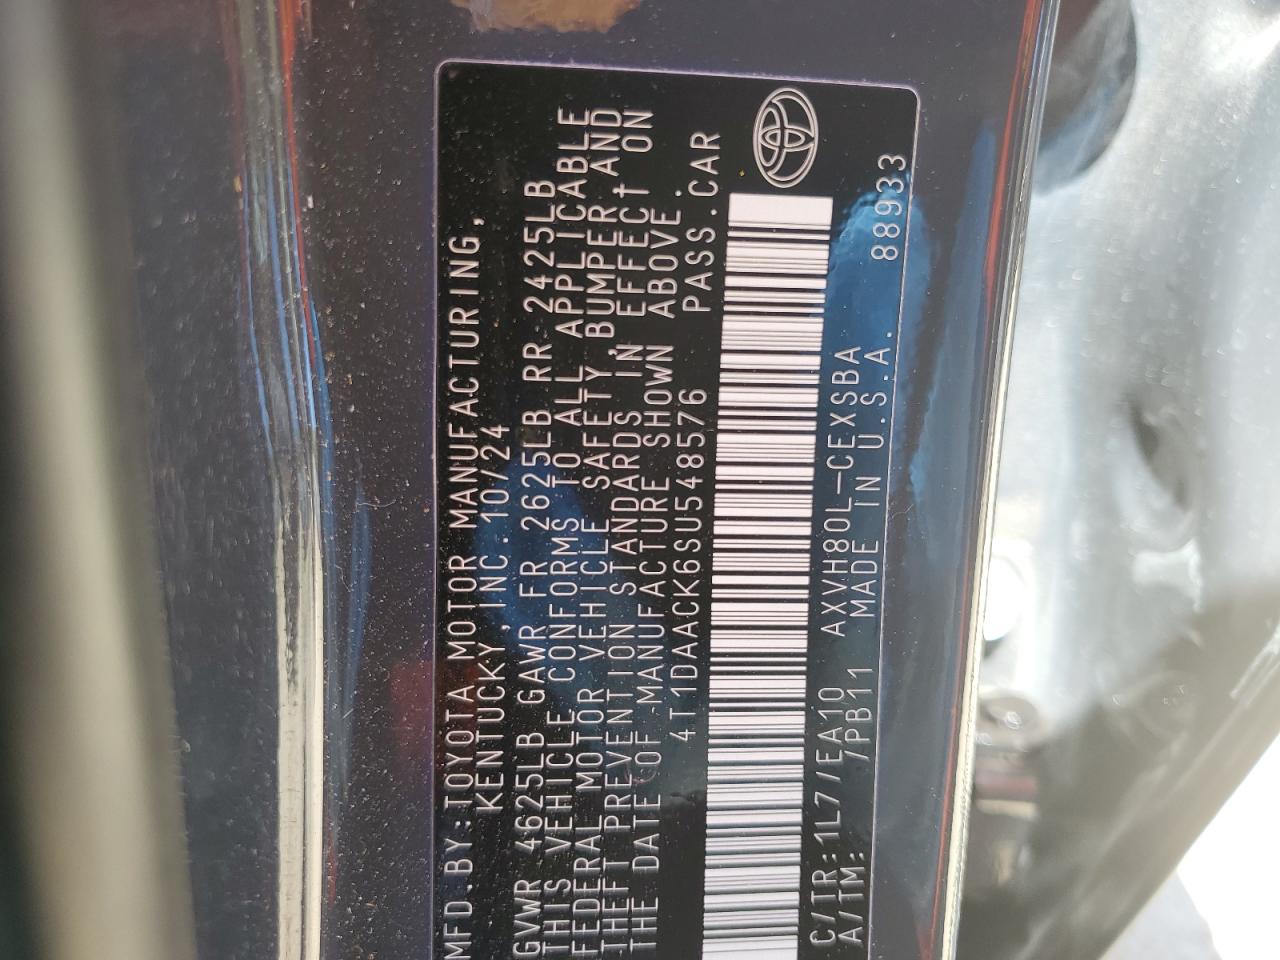 MFD.BY:TOYOTA MOTOR MANUFACTURING,
KENTUCKY,INC.10/24
GVWR 4625LB GAWR FR 2625LB RR 2425LB
THIS VEHICLE CONFORMS TO ALL APPLICABLE
FEDERAL MOTOR VEHICLE SAFETY,BUMPER,AND
THEFT PREVENTION STANDARDS IN EFFECT ON
THE DATE OF MANUFACTURE SHOWN ABOVE.
4T1DAACK6SU548576 PASS.CAR
C/TR:1L7/EA10 AXVH80L-CEXSBA
A/TM: /PB11 MADE IN U.S.A. 88933